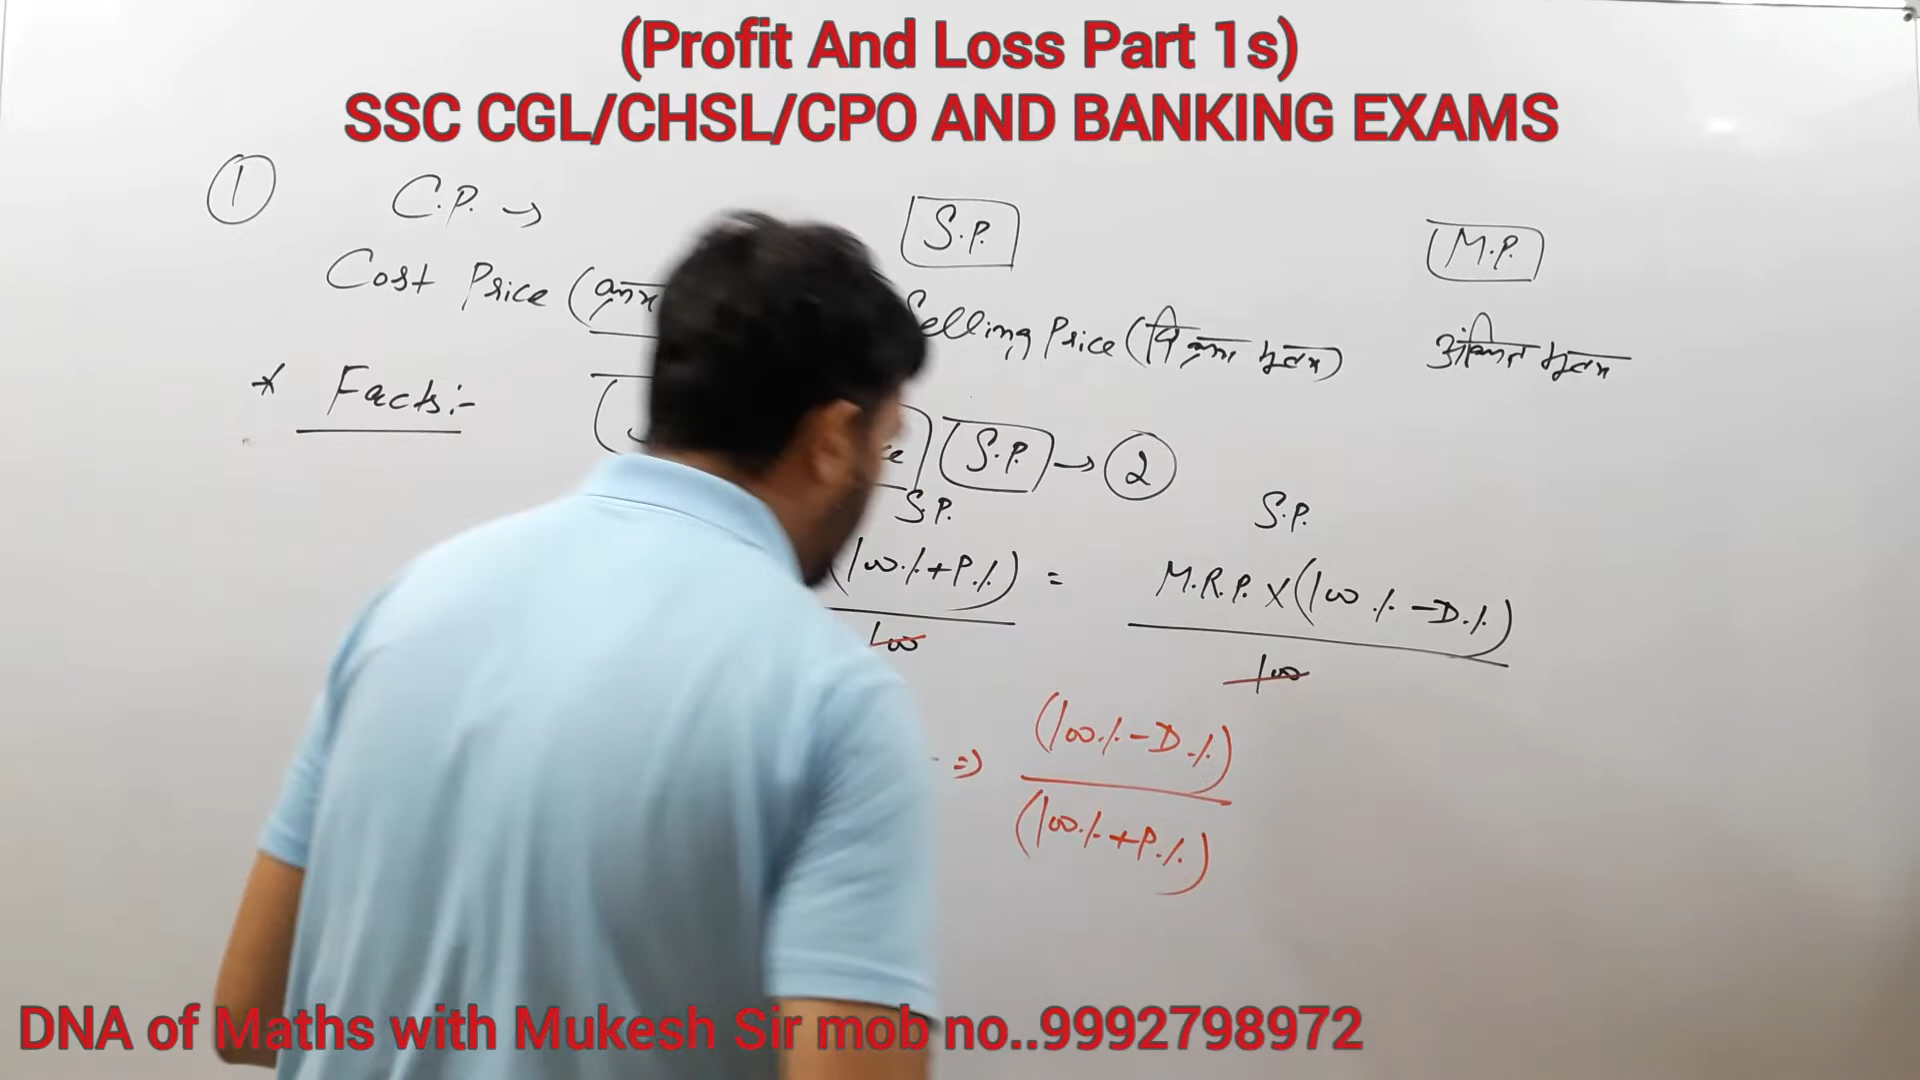 (Profit And Loss Part 1s)
SSC CGL/CHSL/CPO AND BANKING EXAMS
① C.P. → S.P. M.P.
Cost Price ( Selling Price (विक्रय मूल्य) अंकित मूल्य
* Facts:-
S.P. → ②
S.P. S.P.
(100%+P%) = M.R.P. X (100%-D%)
100 100
=> (100%-D%)
(100%+P%)
DNA of Maths with Mukesh Sir mob no..9992798972